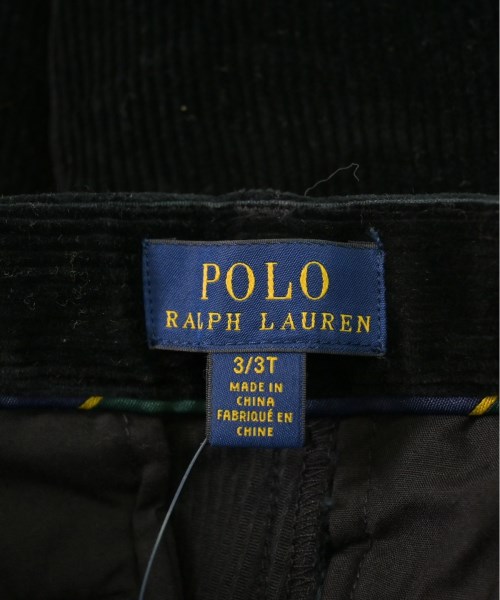 POLO
RALPH LAUREN
3/3T
MADE IN
CHINA
FABRIQUÉ EN
CHINE